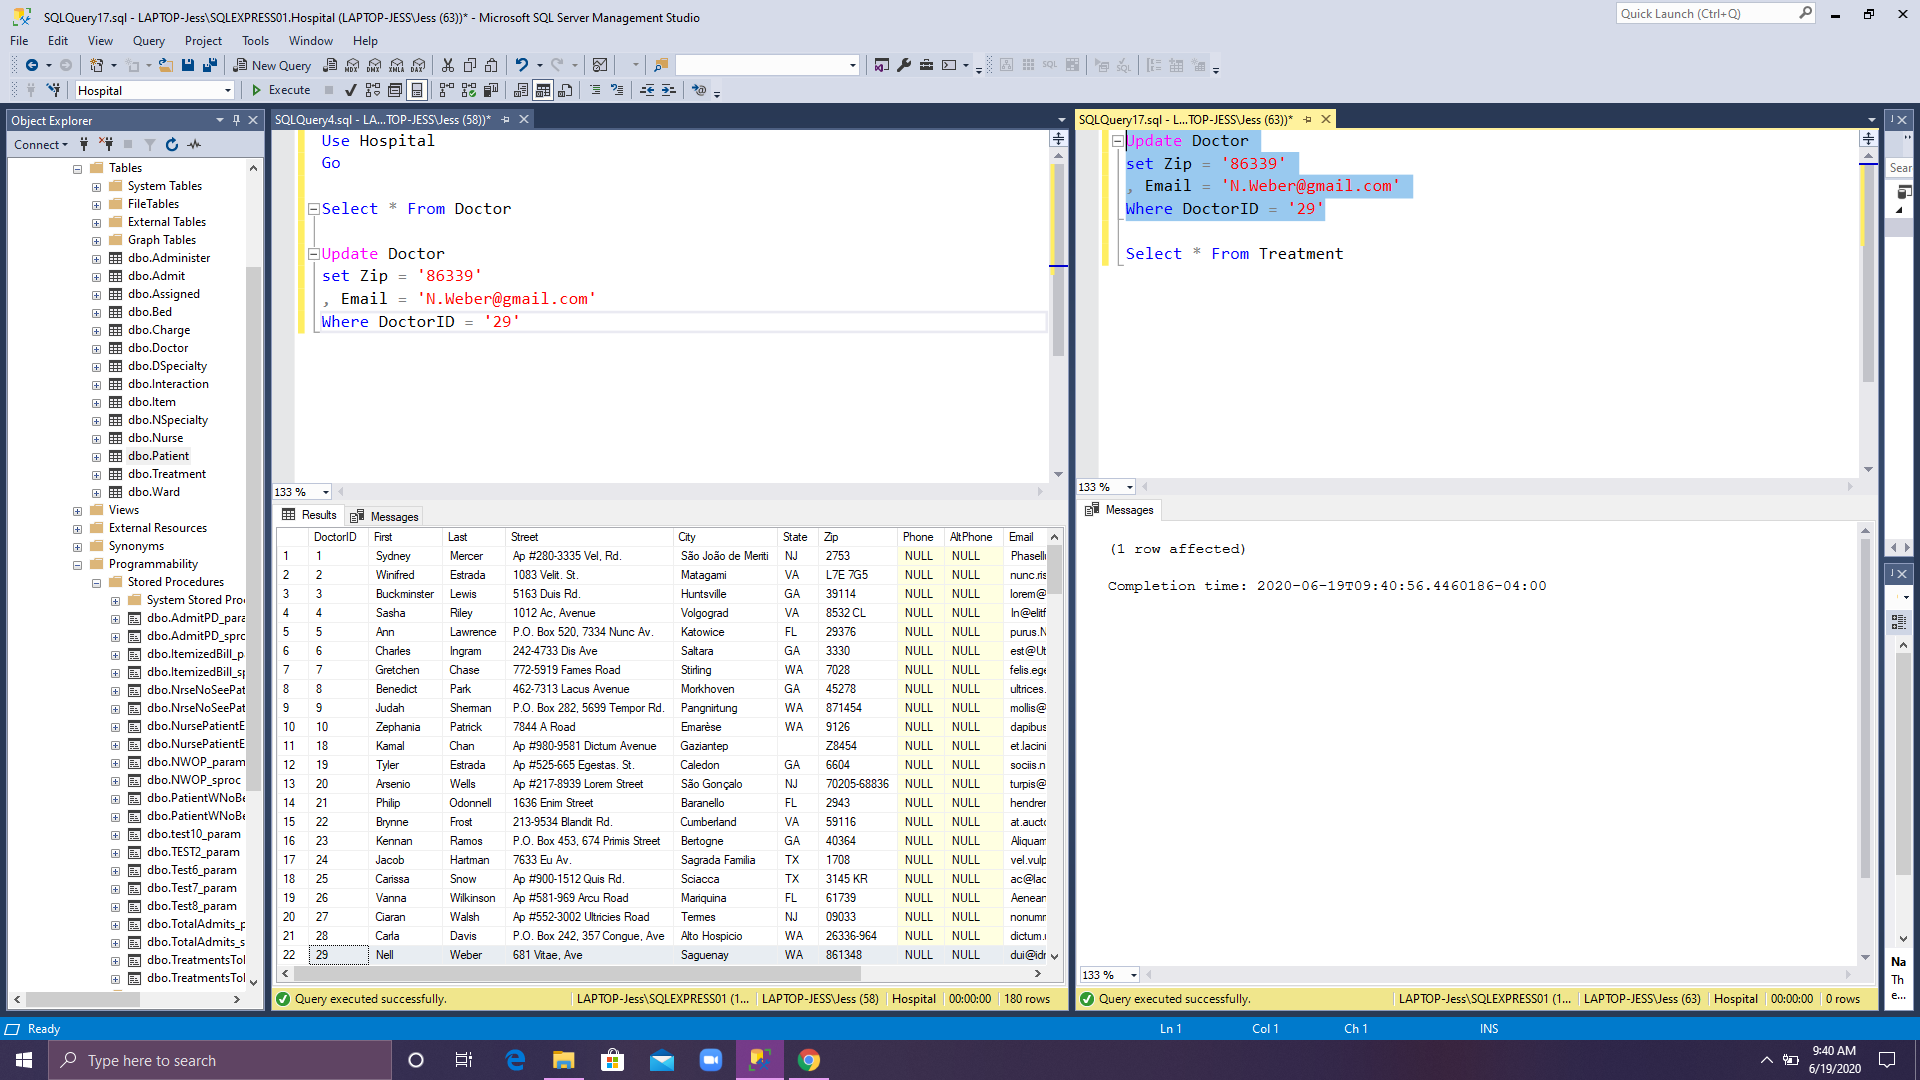 SQLQuery17.sql - LAPTOP-Jess\SQLEXPRESS01.Hospital (LAPTOP-JESS\Jess (63))* - Microsoft SQL Server Management Studio
Quick Launch (Ctrl+Q)
File Edit View Query Project Tools Window Help
New Query
MDX DMX XMLA DAX
Hospital
Execute
Object Explorer
Connect
Tables
System Tables
FileTables
External Tables
Graph Tables
dbo.Administer
dbo.Admit
dbo.Assigned
dbo.Bed
dbo.Charge
dbo.Doctor
dbo.DSpecialty
dbo.Interaction
dbo.Item
dbo.NSpecialty
dbo.Nurse
dbo.Patient
dbo.Treatment
dbo.Ward
Views
External Resources
Synonyms
Programmability
Stored Procedures
System Stored Pro
dbo.AdmitPD_para
dbo.AdmitPD_sproc
dbo.ItemizedBill_p
dbo.ItemizedBill_s
dbo.NrseNoSeePat
dbo.NrseNoSeePat
dbo.NursePatientE
dbo.NursePatientE
dbo.NWOP_param
dbo.NWOP_sproc
dbo.PatientWNoBe
dbo.PatientWNoBe
dbo.test10_param
dbo.TEST2_param
dbo.Test6_param
dbo.Test7_param
dbo.Test8_param
dbo.TotalAdmits_p
dbo.TotalAdmits_s
dbo.TreatmentsTol
dbo.TreatmentsTol
SQLQuery4.sql - LA...TOP-JESS\Jess (58))*
Use Hospital
Go
Select * From Doctor
Update Doctor
set Zip = '86339'
, Email = 'N.Weber@gmail.com'
Where DoctorID = '29'
133 %
Results Messages
DoctorID First Last Street City State Zip Phone AltPhone Email
1 1 Sydney Mercer Ap #280-3335 Vel, Rd. São João de Meriti NJ 2753 NULL NULL Phasell
2 2 Winifred Estrada 1083 Velit. St. Matagami VA L7E 7G5 NULL NULL nunc.ris
3 3 Buckminster Lewis 5163 Duis Rd. Huntsville GA 39114 NULL NULL lorem@
4 4 Sasha Riley 1012 Ac, Avenue Volgograd VA 8532 CL NULL NULL In@elitf
5 5 Ann Lawrence P.O. Box 520, 7334 Nunc Av. Katowice FL 29376 NULL NULL purus.N
6 6 Charles Ingram 242-4733 Dis Ave Saltara GA 3330 NULL NULL est@Ut
7 7 Gretchen Chase 772-5919 Fames Road Stirling WA 7028 NULL NULL felis.ege
8 8 Benedict Park 462-7313 Lacus Avenue Morkhoven GA 45278 NULL NULL ultrices.
9 9 Judah Sherman P.O. Box 282, 5699 Tempor Rd. Pangnirtung WA 871454 NULL NULL mollis@
10 10 Zephania Patrick 7844 A Road Emarèse WA 9126 NULL NULL dapibus
11 18 Kamal Chan Ap #980-9581 Dictum Avenue Gaziantep Z8454 NULL NULL et.lacini
12 19 Tyler Estrada Ap #525-665 Egestas. St. Caledon GA 6604 NULL NULL sociis.n
13 20 Arsenio Wells Ap #217-8939 Lorem Street São Gonçalo NJ 70205-68836 NULL NULL turpis@
14 21 Philip Odonnell 1636 Enim Street Baranello FL 2943 NULL NULL hendrer
15 22 Brynne Frost 213-9534 Blandit Rd. Cumberland VA 59116 NULL NULL at.aucto
16 23 Kennan Ramos P.O. Box 453, 674 Primis Street Bertogne GA 40364 NULL NULL Aliquam
17 24 Jacob Hartman 7633 Eu Av. Sagrada Familia TX 1708 NULL NULL vel.vulp
18 25 Carissa Snow Ap #900-1512 Quis Rd. Sciacca TX 3145 KR NULL NULL ac@lac
19 26 Vanna Wilkinson Ap #581-969 Arcu Road Mariquina FL 61739 NULL NULL Aenean
20 27 Ciaran Walsh Ap #552-3002 Ultricies Road Termes NJ 09033 NULL NULL nonumm
21 28 Carla Davis P.O. Box 242, 357 Congue, Ave Alto Hospicio WA 26336-964 NULL NULL dictum.
22 29 Nell Weber 681 Vitae, Ave Saguenay WA 861348 NULL NULL dui@idr
Query executed successfully. LAPTOP-Jess\SQLEXPRESS01 (1... LAPTOP-JESS\Jess (58) Hospital 00:00:00 180 rows
SQLQuery17.sql - L...TOP-JESS\Jess (63))*
Update Doctor
set Zip = '86339'
, Email = 'N.Weber@gmail.com'
Where DoctorID = '29'
Select * From Treatment
133 %
Messages
(1 row affected)
Completion time: 2020-06-19T09:40:56.4460186-04:00
133 %
Query executed successfully. LAPTOP-Jess\SQLEXPRESS01 (1... LAPTOP-JESS\Jess (63) Hospital 00:00:00 0 rows
Sear
Na
Th
e...
Ready Ln 1 Col 1 Ch 1 INS
Type here to search
9:40 AM
6/19/2020